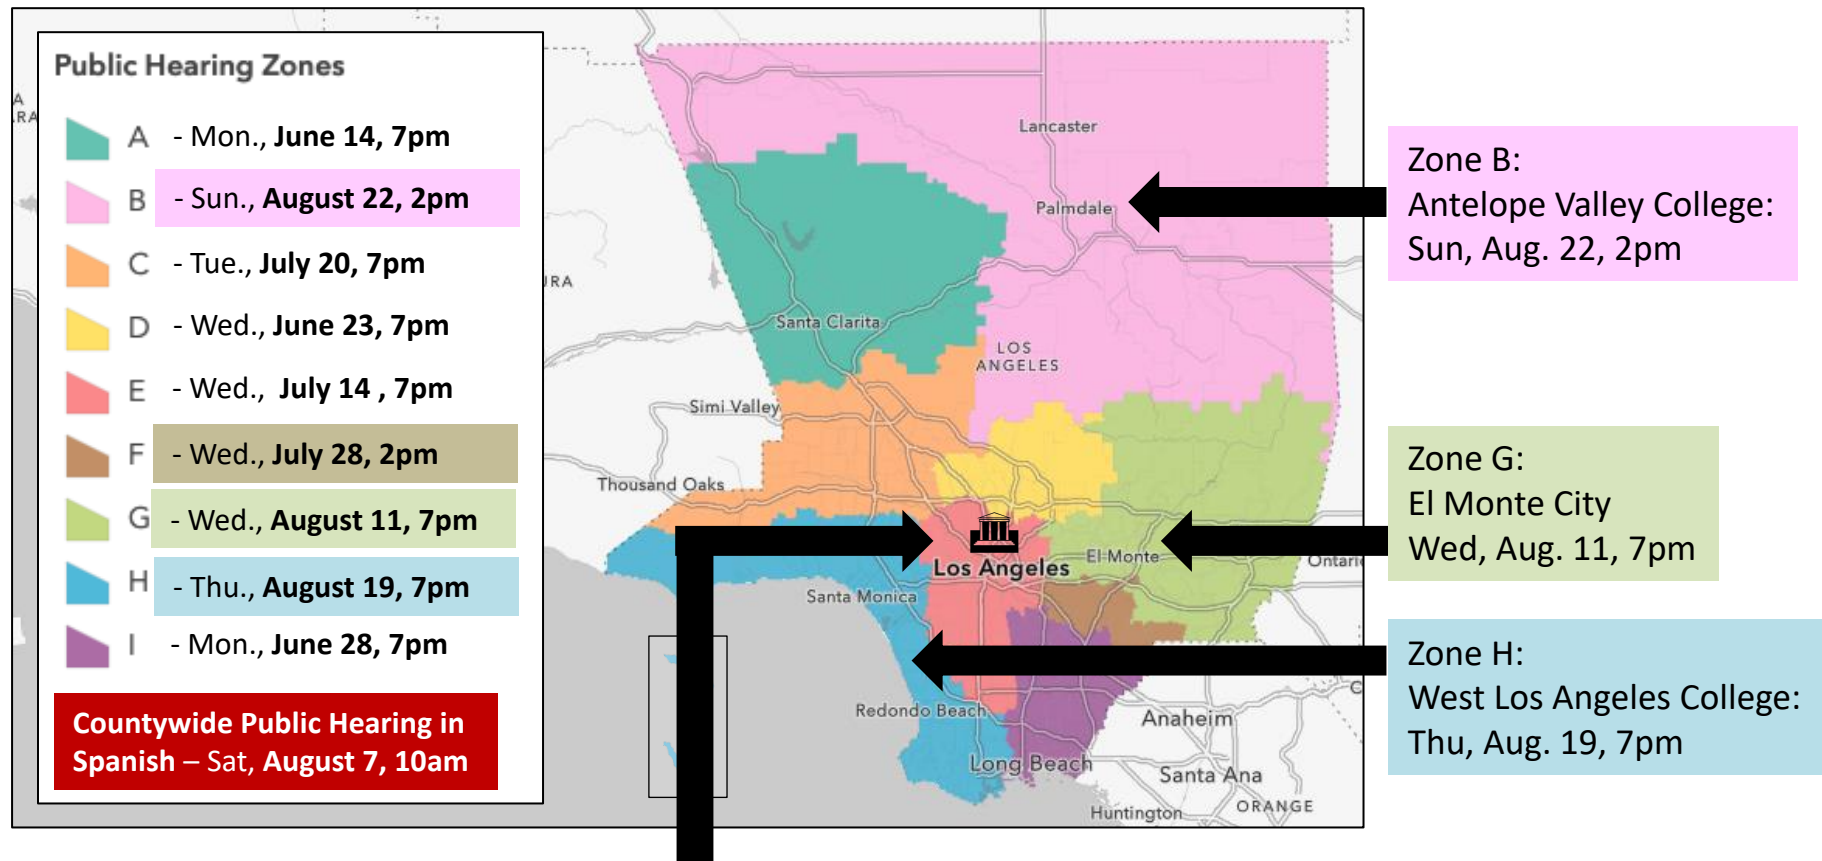 Public Hearing Zones
A - Mon., June 14, 7pm
B - Sun., August 22, 2pm
C - Tue., July 20, 7pm
D - Wed., June 23, 7pm
E - Wed., July 14 , 7pm
F - Wed., July 28, 2pm
G - Wed., August 11, 7pm
H - Thu., August 19, 7pm
I - Mon., June 28, 7pm
Countywide Public Hearing in
Spanish – Sat, August 7, 10am
A
RA
URA
Lancaster
Palmdale
Santa Clarita
LOS
ANGELES
Simi Valley
Thousand Oaks
Los Angeles
El Monte
Ontario
Santa Monica
Redondo Beach
Anaheim
Long Beach
Santa Ana
Huntington
ORANGE
C
Zone B:
Antelope Valley College:
Sun, Aug. 22, 2pm
Zone G:
El Monte City
Wed, Aug. 11, 7pm
Zone H:
West Los Angeles College:
Thu, Aug. 19, 7pm